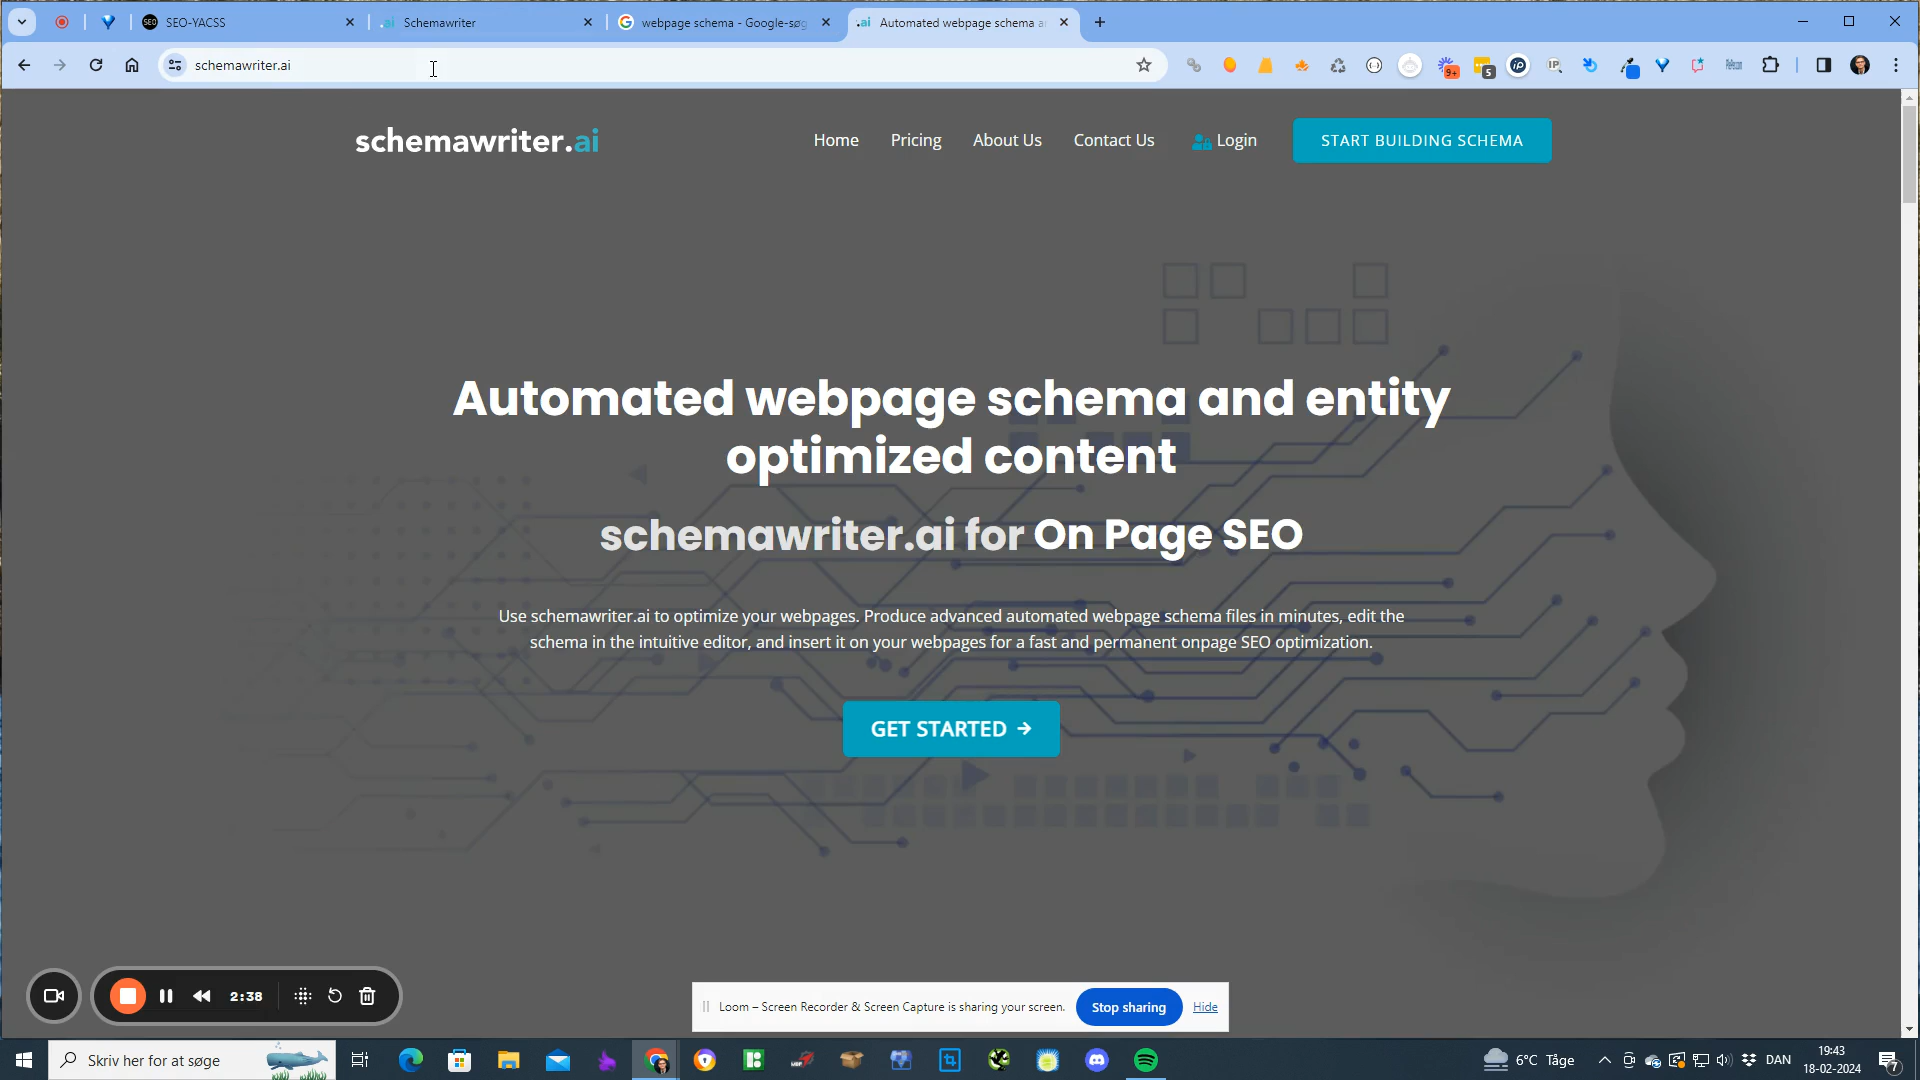 SEO-YACSS
Schemawriter
webpage schema - Google-søg
Automated webpage schema ar
schemawriter.ai
9+
5
schemawriter.ai
Home
Pricing
About Us
Contact Us
Login
START BUILDING SCHEMA
Automated webpage schema and entity
optimized content
schemawriter.ai for On Page SEO
Use schemawriter.ai to optimize your webpages. Produce advanced automated webpage schema files in minutes, edit the
schema in the intuitive editor, and insert it on your webpages for a fast and permanent onpage SEO optimization.
GET STARTED →
2:38
Loom – Screen Recorder & Screen Capture is sharing your screen.
Stop sharing
Hide
Skriv her for at søge
6°C Tåge
DAN
19:43
18-02-2024
7